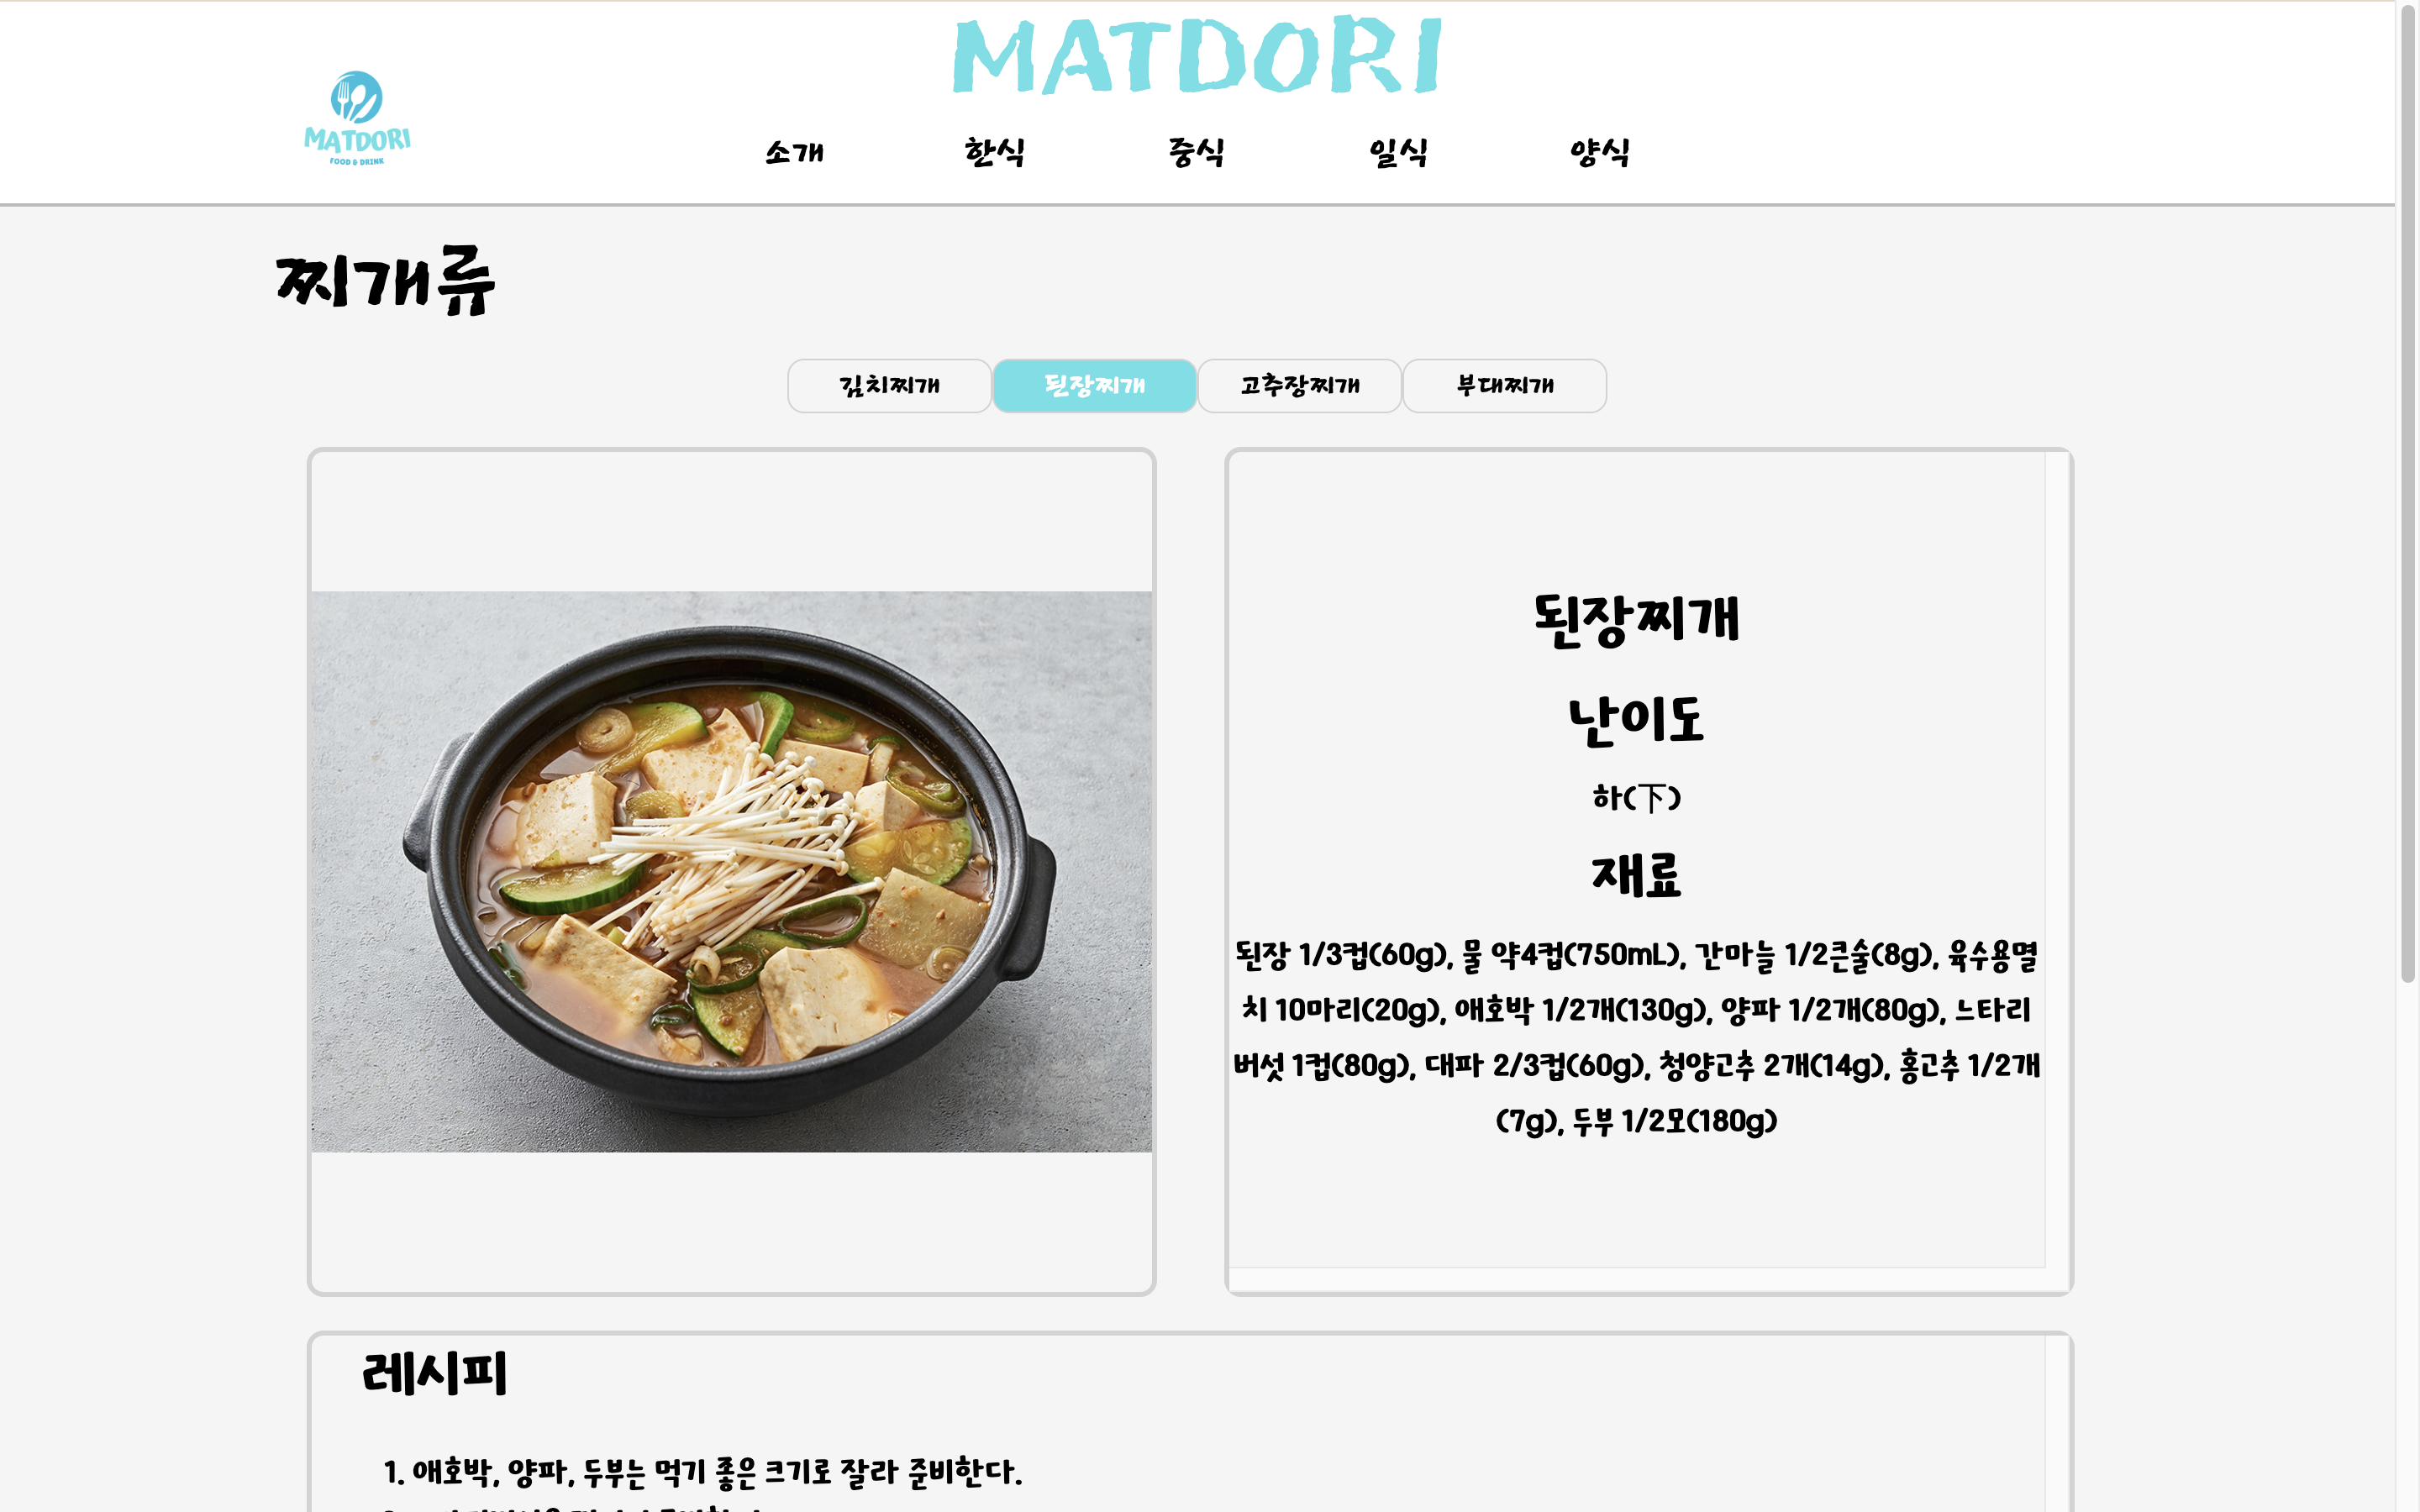 MATDORI
MATDORI
FOOD & DRINK
소개 한식 중식 일식 양식
찌개류
김치찌개 된장찌개 고추장찌개 부대찌개
된장찌개
난이도
하(下)
재료
된장 1/3컵(60g), 물 약4컵(750mL), 간마늘 1/2큰술(8g), 육수용멸
치 10마리(20g), 애호박 1/2개(130g), 양파 1/2개(80g), 느타리
버섯 1컵(80g), 대파 2/3컵(60g), 청양고추 2개(14g), 홍고추 1/2개
(7g), 두부 1/2모(180g)
레시피
1. 애호박, 양파, 두부는 먹기 좋은 크기로 잘라 준비한다.